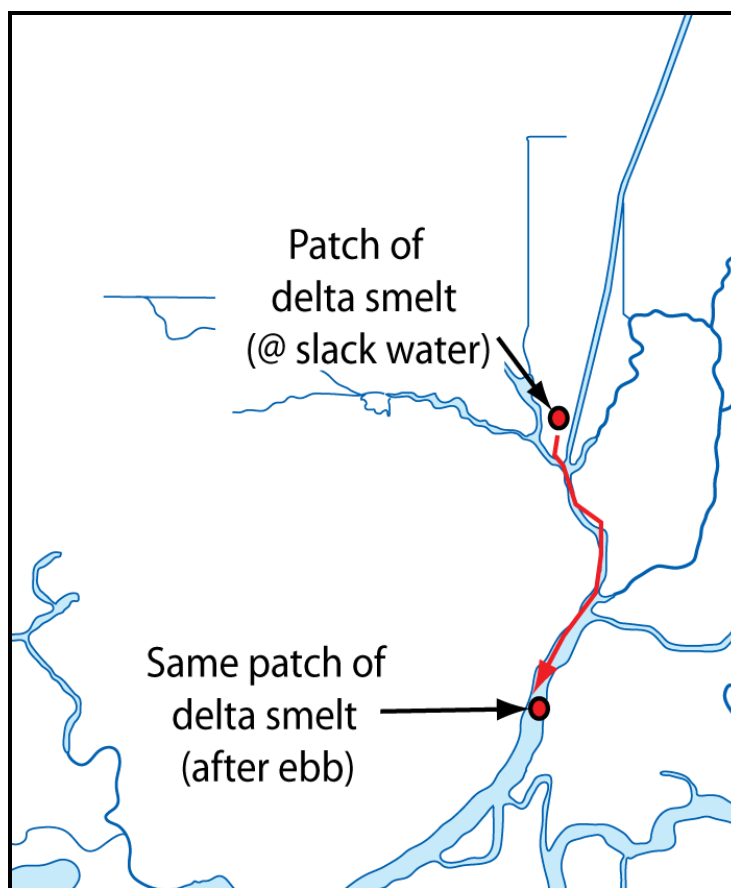 Patch of
delta smelt
(@ slack water)
Same patch of
delta smelt
(after ebb)